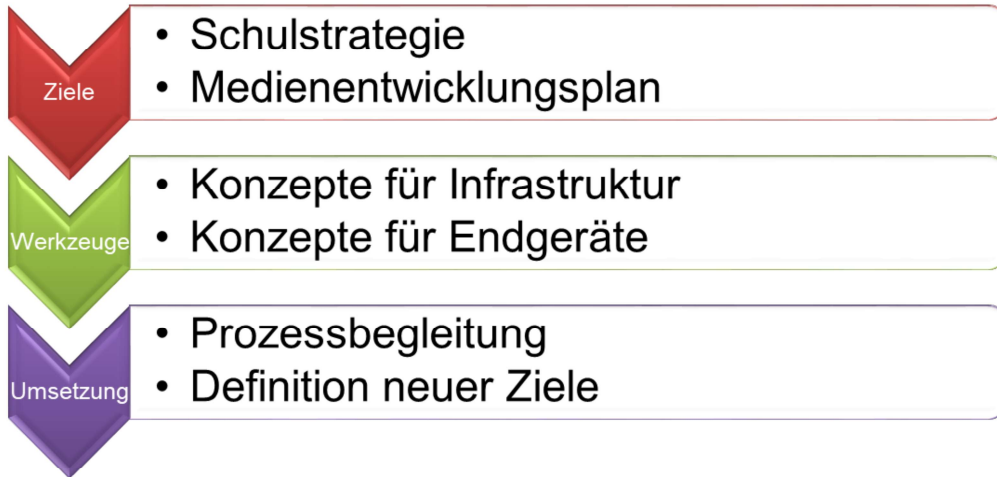 Ziele
• Schulstrategie
• Medienentwicklungsplan
Werkzeuge
• Konzepte für Infrastruktur
• Konzepte für Endgeräte
Umsetzung
• Prozessbegleitung
• Definition neuer Ziele